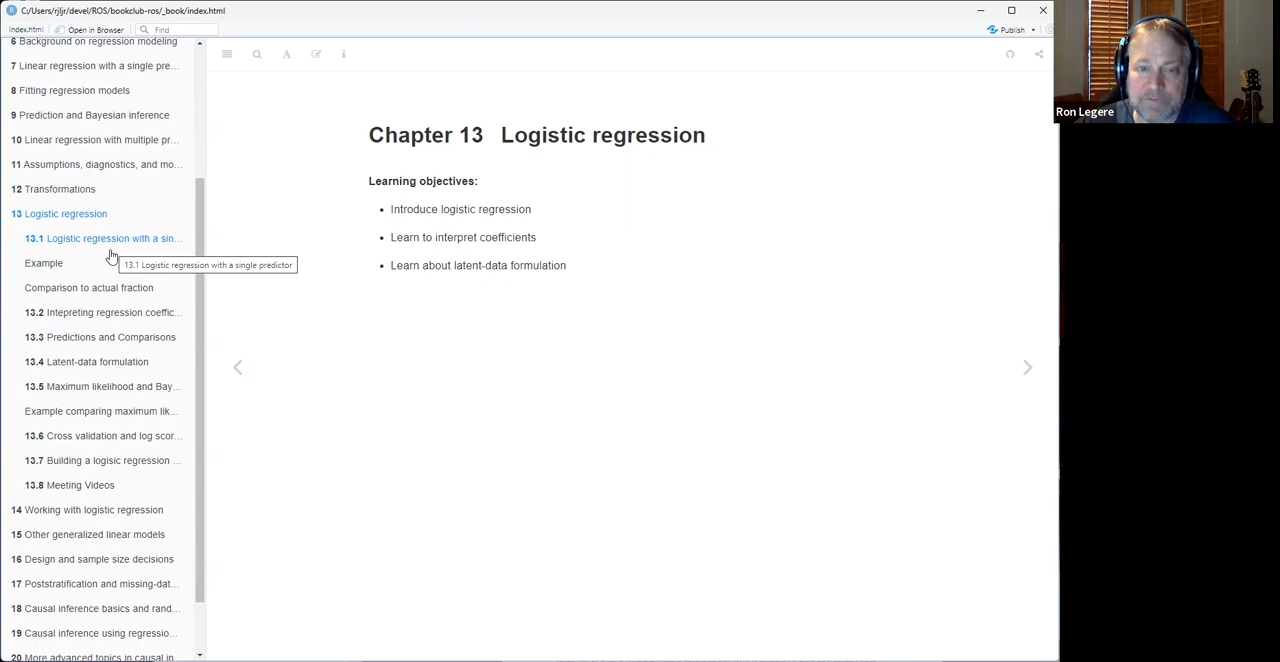 C:/Users/rjljr/devel/ROS/bookclub-ros/_book/index.html
index.html
Open in Browser
Find
Publish
6 Background on regression modeling
7 Linear regression with a single pre...
8 Fitting regression models
9 Prediction and Bayesian inference
10 Linear regression with multiple pr...
11 Assumptions, diagnostics, and mo...
12 Transformations
13 Logistic regression
13.1 Logistic regression with a sin...
13.1 Logistic regression with a single predictor
Example
Comparison to actual fraction
13.2 Intepreting regression coeffic...
13.3 Predictions and Comparisons
13.4 Latent-data formulation
13.5 Maximum likelihood and Bay...
Example comparing maximum lik...
13.6 Cross validation and log scor...
13.7 Building a logisic regression ...
13.8 Meeting Videos
14 Working with logistic regression
15 Other generalized linear models
16 Design and sample size decisions
17 Poststratification and missing-dat...
18 Causal inference basics and rand...
19 Causal inference using regressio...
20 More advanced topics in causal in
Chapter 13 Logistic regression
Learning objectives:
• Introduce logistic regression
• Learn to interpret coefficients
• Learn about latent-data formulation
Ron Legere